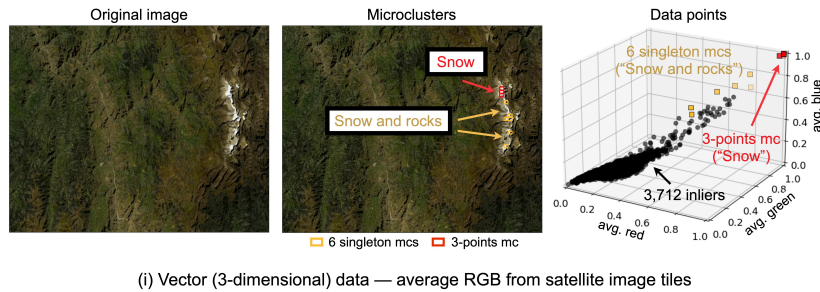 Original image
Microclusters
Data points
Snow
Snow and rocks
6 singleton mcs
3-points mc
6 singleton mcs
("Snow and rocks")
3-points mc
("Snow")
3,712 inliers
0.0
0.2
0.4
0.6
0.8
1.0
avg. red
0.0
0.2
0.4
0.6
0.8
1.0
avg. green
0.0
0.2
0.4
0.6
0.8
1.0
avg. blue
(i) Vector (3-dimensional) data — average RGB from satellite image tiles